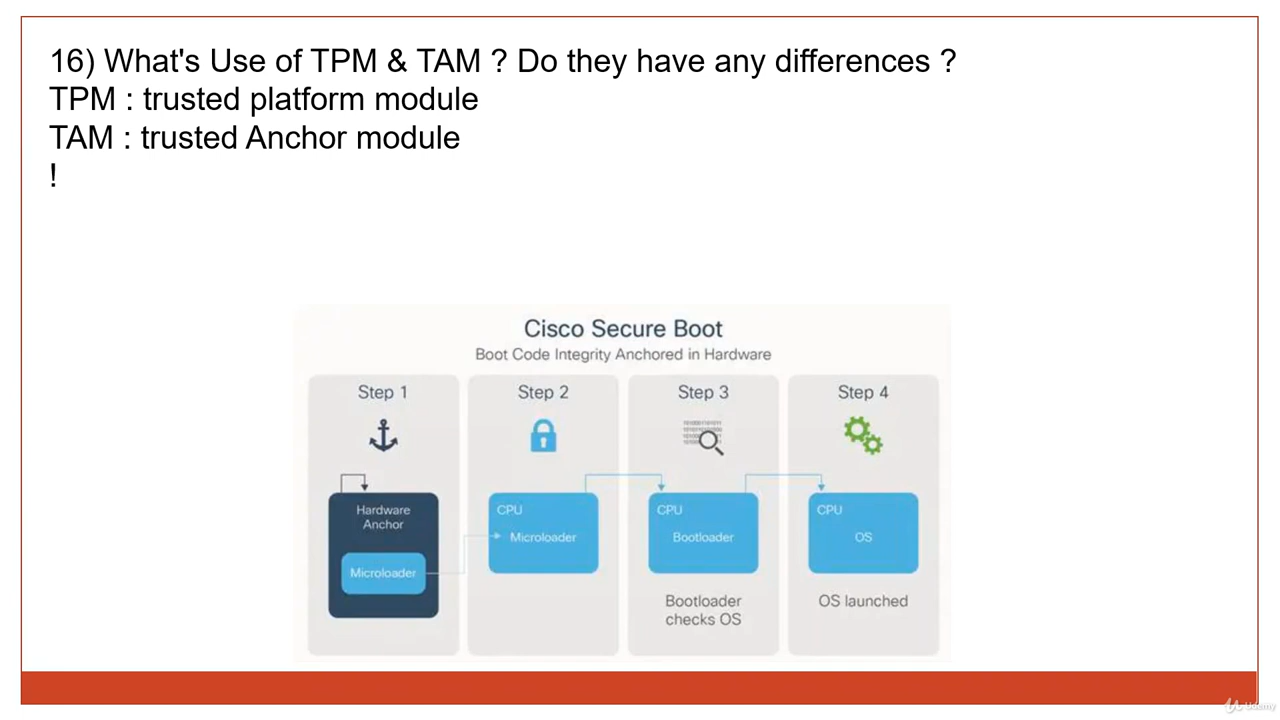 16) What's Use of TPM & TAM ? Do they have any differences ?
TPM : trusted platform module
TAM : trusted Anchor module
!
Cisco Secure Boot
Boot Code Integrity Anchored in Hardware
Step 1
Hardware
Anchor
Microloader
Step 2
CPU
Microloader
Step 3
CPU
Bootloader
Bootloader
checks OS
Step 4
CPU
OS
OS launched
Udemy